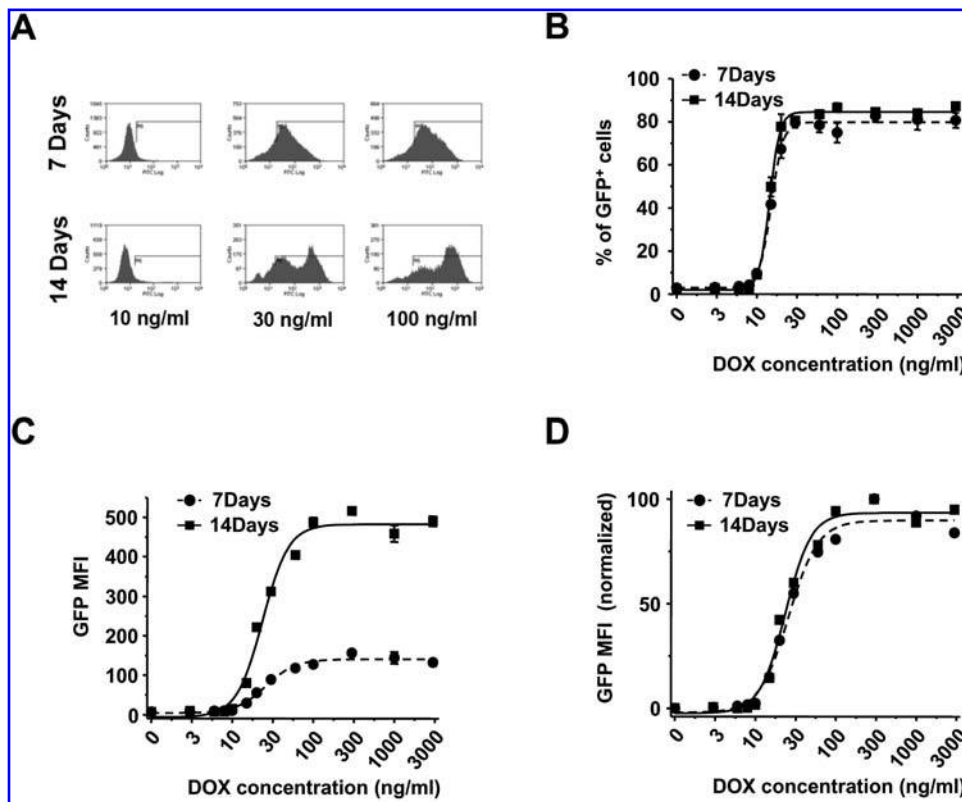 A
7 Days
14 Days
Counts
FITC Log
10 ng/ml
30 ng/ml
100 ng/ml
B
7Days
14Days
% of GFP+ cells
100
80
60
40
20
0
0 3 10 30 100 300 1000 3000
DOX concentration (ng/ml)
C
7Days
14Days
GFP MFI
500
400
300
200
100
0
0 3 10 30 100 300 1000 3000
DOX concentration (ng/ml)
D
7Days
14Days
GFP MFI (normalized)
100
50
0
0 3 10 30 100 300 1000 3000
DOX concentration (ng/ml)